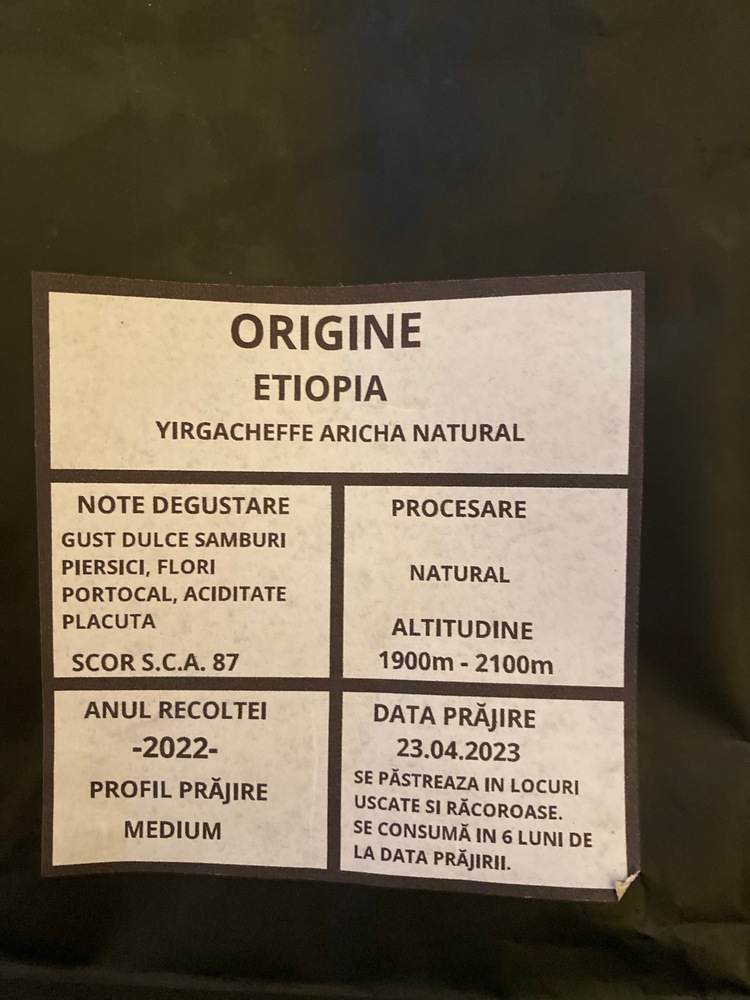 ORIGINE
ETIOPIA
YIRGACHEFFE ARICHA NATURAL
NOTE DEGUSTARE
GUST DULCE SAMBURI
PIERSICI, FLORI
PORTOCAL, ACIDITATE
PLACUTA
SCOR S.C.A. 87
PROCESARE
NATURAL
ALTITUDINE
1900m - 2100m
ANUL RECOLTEI
-2022-
PROFIL PRĂJIRE
MEDIUM
DATA PRĂJIRE
23.04.2023
SE PĂSTREAZA IN LOCURI
USCATE SI RĂCOROASE.
SE CONSUMĂ IN 6 LUNI DE
LA DATA PRĂJIRII.